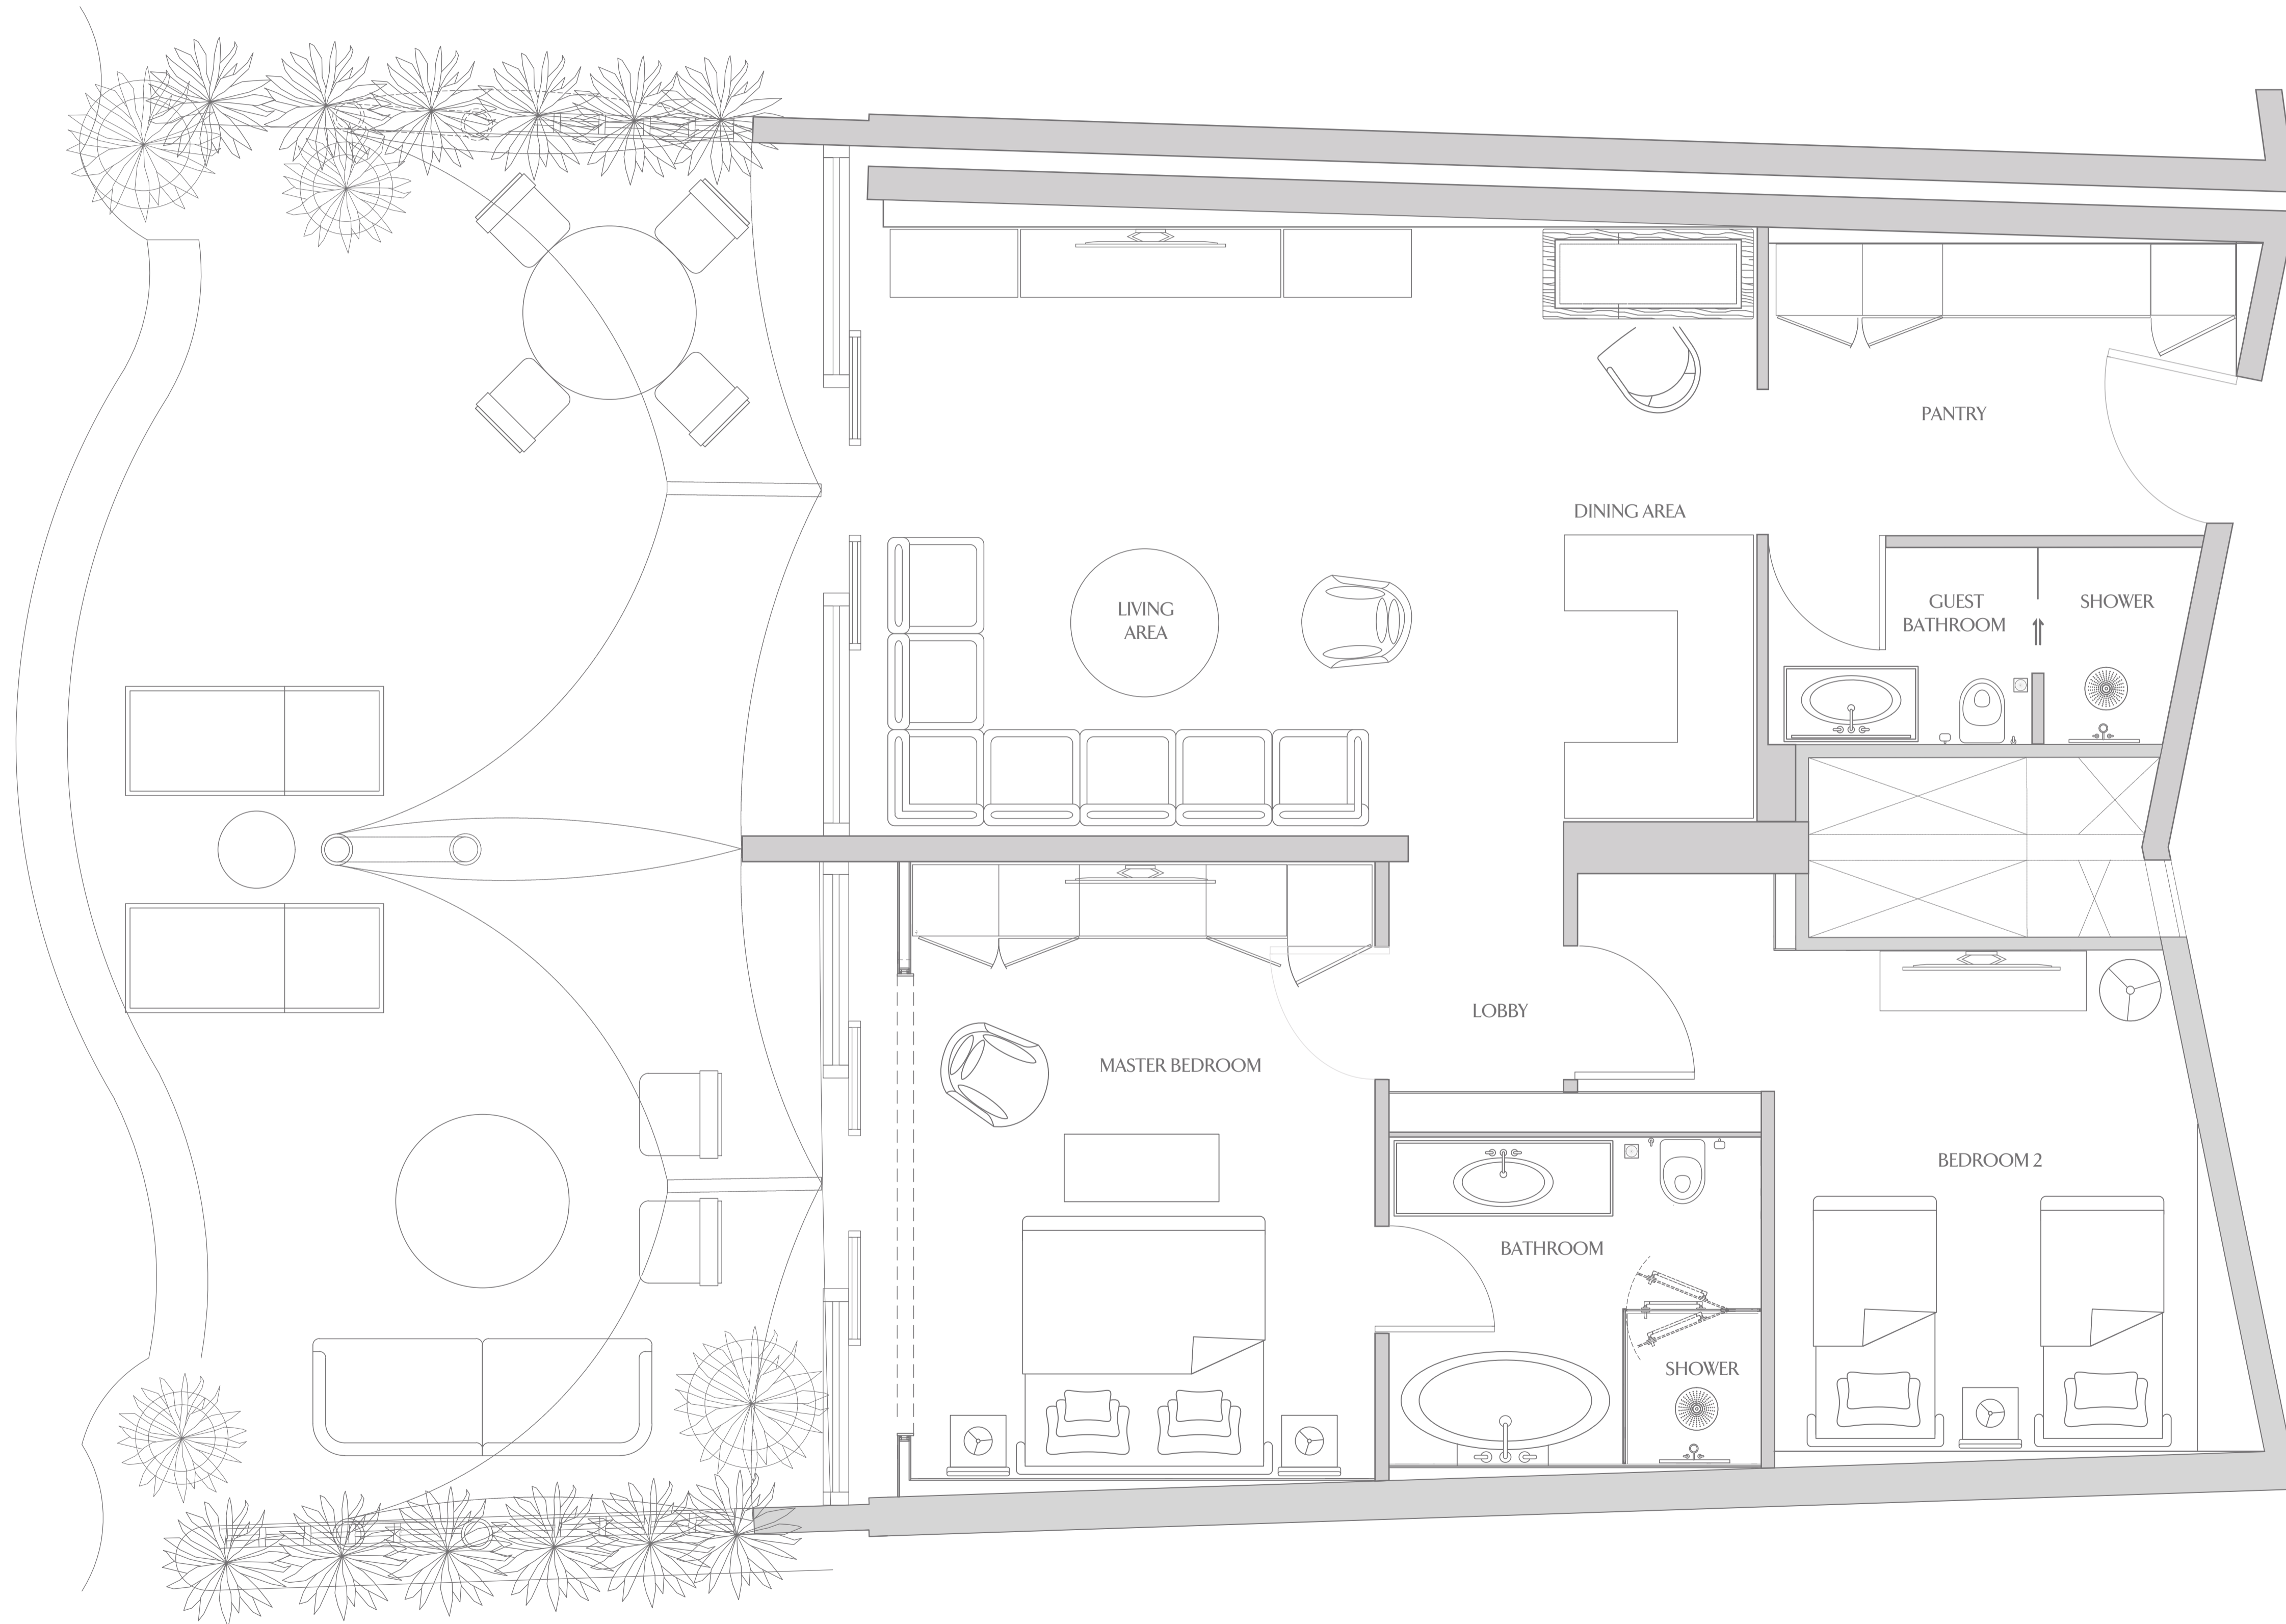 PANTRY
DINING AREA
LIVING
AREA
GUEST
BATHROOM
SHOWER
LOBBY
MASTER BEDROOM
BEDROOM 2
BATHROOM
SHOWER